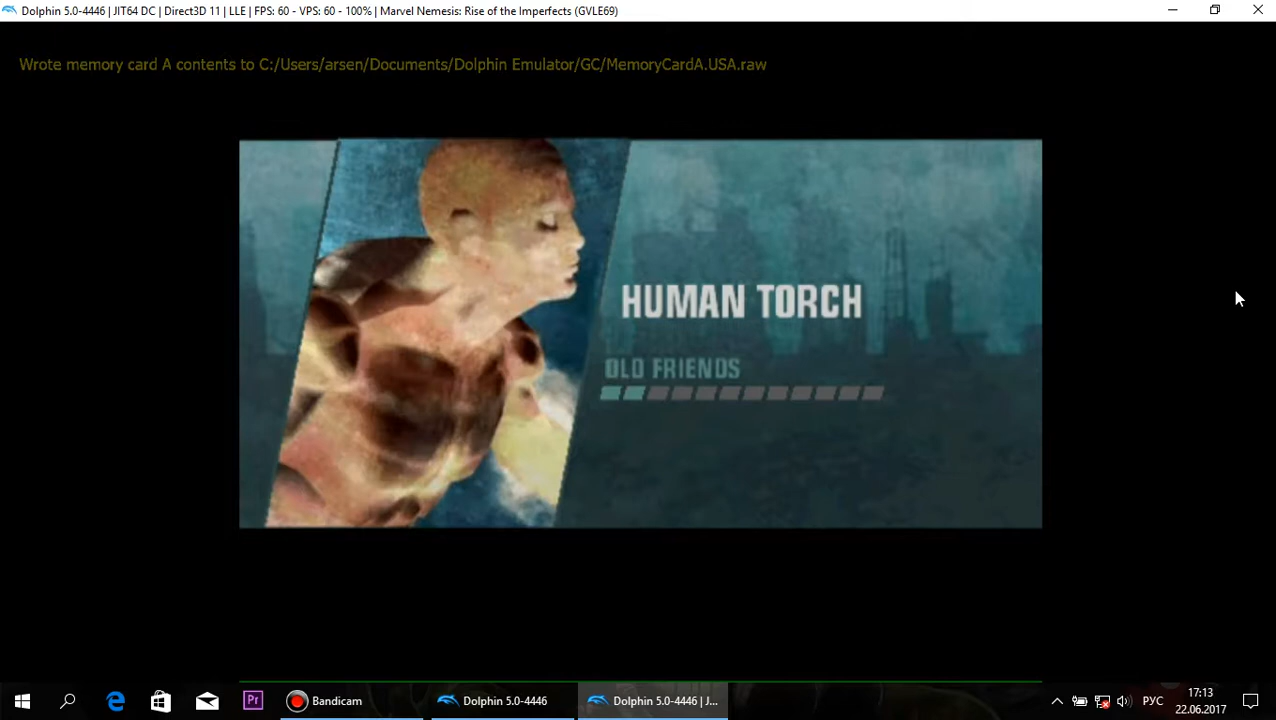 Dolphin 5.0-4446 | JIT64 DC | Direct3D 11 | LLE | FPS: 60 - VPS: 60 - 100% | Marvel Nemesis: Rise of the Imperfects (GVLE69)
Wrote memory card A contents to C:/Users/arsen/Documents/Dolphin Emulator/GC/MemoryCardA.USA.raw
HUMAN TORCH
OLD FRIENDS
Pr
Bandicam
Dolphin 5.0-4446
Dolphin 5.0-4446 | J...
РУС
17:13
22.06.2017